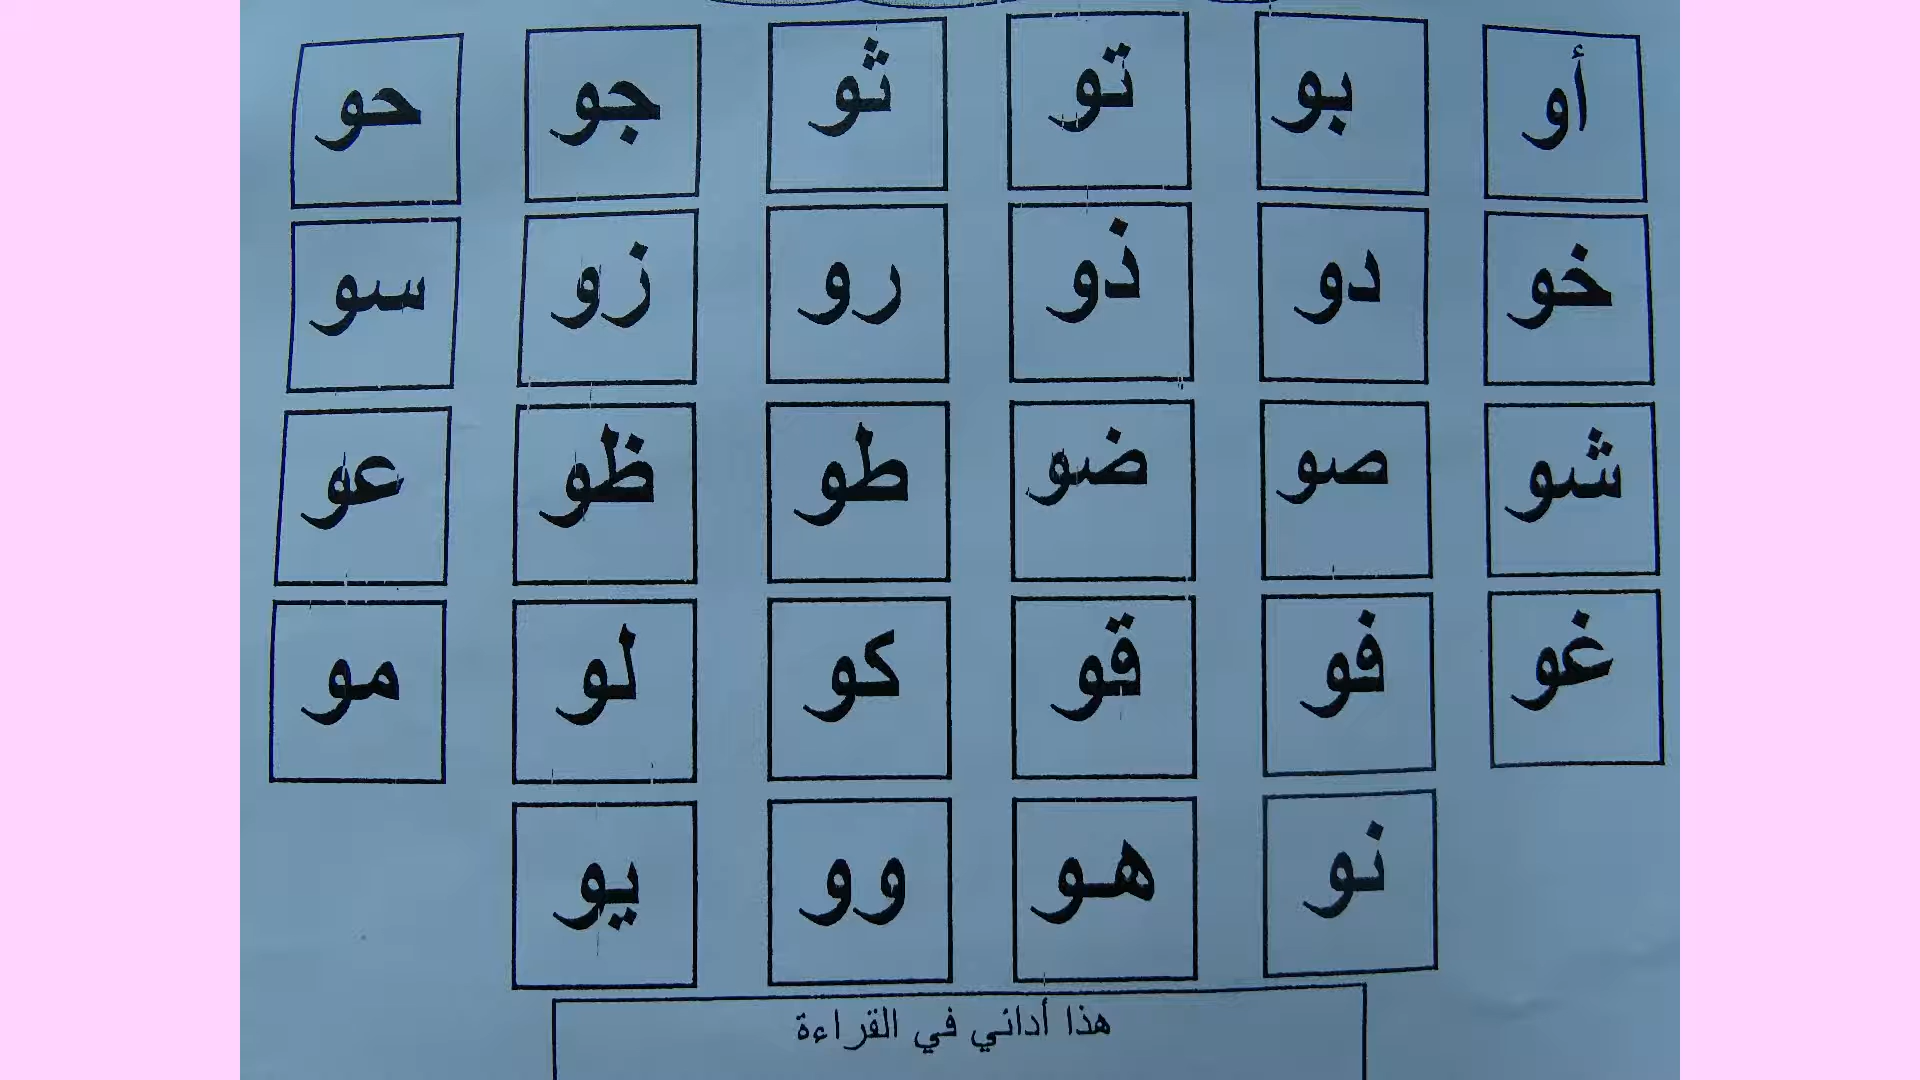 أو بو تو ثو جو حو
خو دو ذو رو زو سو
شو صو ضو طو ظو عو
غو فو قو كو لو مو
نو هو وو يو
هذا أدائي في القراءة